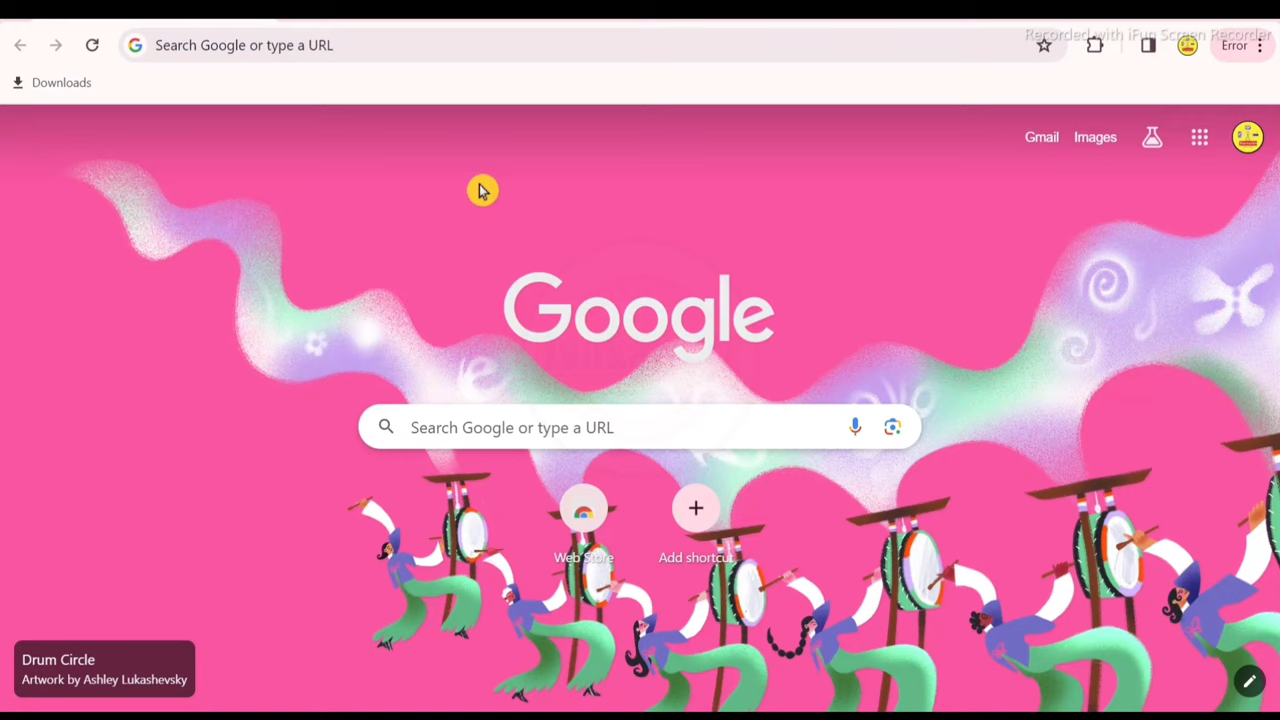 Recorded with iFun Screen Recorder
Search Google or type a URL
Error
Downloads
Gmail
Images
Google
Search Google or type a URL
Web Store
Add shortcut
Drum Circle
Artwork by Ashley Lukashevsky